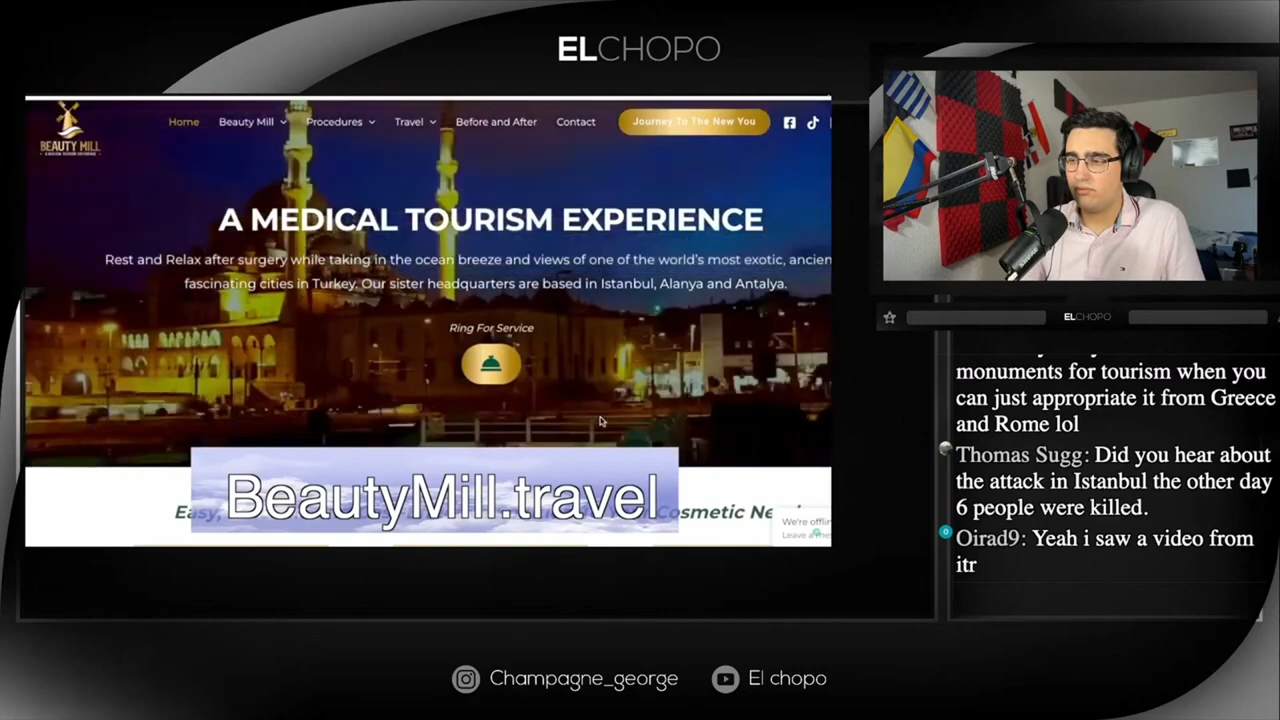 ELCHOPO
BEAUTY MILL
Home
Beauty Mill
Procedures
Travel
Before and After
Contact
Journey To The New You
A MEDICAL TOURISM EXPERIENCE
Rest and Relax after surgery while taking in the ocean breeze and views of one of the world's most exotic, ancien
fascinating cities in Turkey. Our sister headquarters are based in Istanbul, Alanya and Antalya.
Ring For Service
BeautyMill.travel
Easy,
Cosmetic Ne
We're offlin
Leave a me
ELCHOPO
monuments for tourism when you
can just appropriate it from Greece
and Rome lol
Thomas Sugg: Did you hear about
the attack in Istanbul the other day
6 people were killed.
0
Oirad9: Yeah i saw a video from
itr
Champagne_george
El chopo